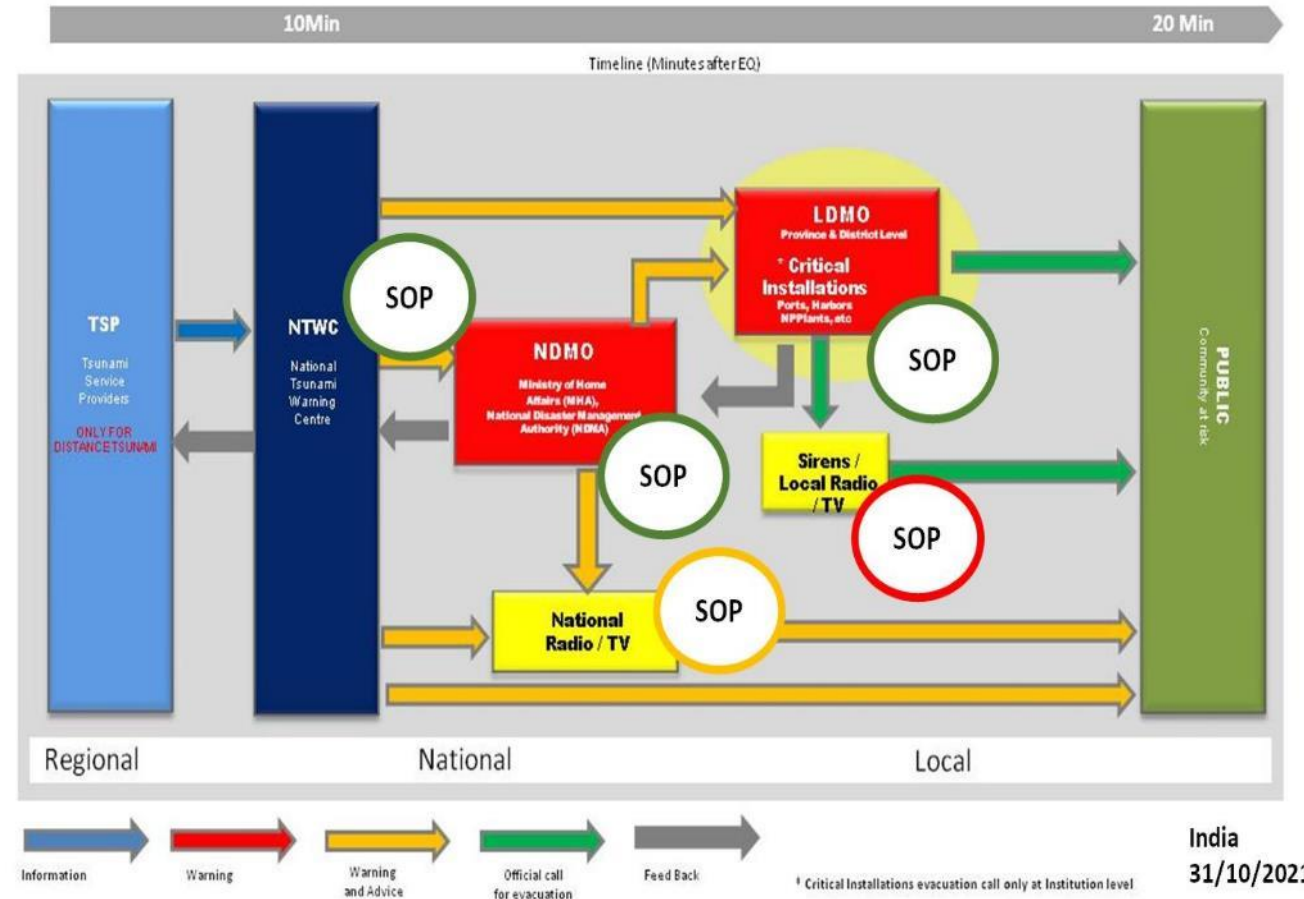 10Min
20 Min
Timeline (Minutes after EQ)
TSP
Tsunami
Service
Providers
ONLY FOR
DISTANCETSUNAMI
NTWC
National
Tsunami
Warning
Centre
SOP
NDMO
Ministry of Home
Affairs (MHA),
National Disaster Management
Authority (NDMA)
SOP
LDMO
Province & District Level
* Critical
Installations
Ports, Harbors
NPPlants, etc
SOP
Sirens /
Local Radio
/ TV
SOP
National
Radio / TV
SOP
PUBLIC
Community at risk
Regional
National
Local
Information
Warning
Warning
and Advice
Official call
for evacuation
Feed Back
* Critical Installations evacuation call only at Institution level
India
31/10/2021